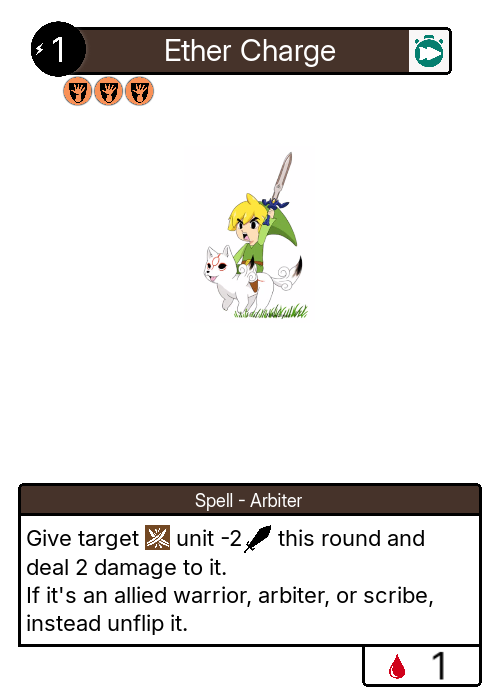 1
Ether Charge
Spell - Arbiter
Give target unit -2 this round and
deal 2 damage to it.
If it's an allied warrior, arbiter, or scribe,
instead unflip it.
1